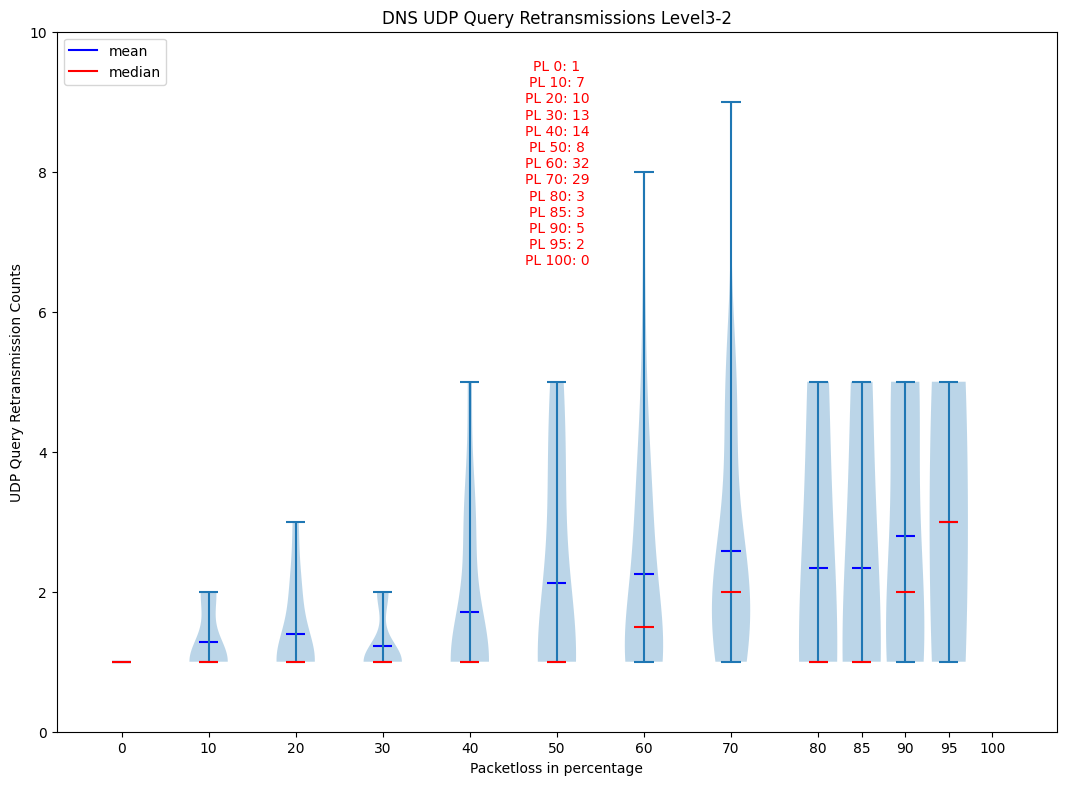 DNS UDP Query Retransmissions Level3-2
mean
median
PL 0: 1
PL 10: 7
PL 20: 10
PL 30: 13
PL 40: 14
PL 50: 8
PL 60: 32
PL 70: 29
PL 80: 3
PL 85: 3
PL 90: 5
PL 95: 2
PL 100: 0
UDP Query Retransmission Counts
10
8
6
4
2
0
0 10 20 30 40 50 60 70 80 85 90 95 100
Packetloss in percentage